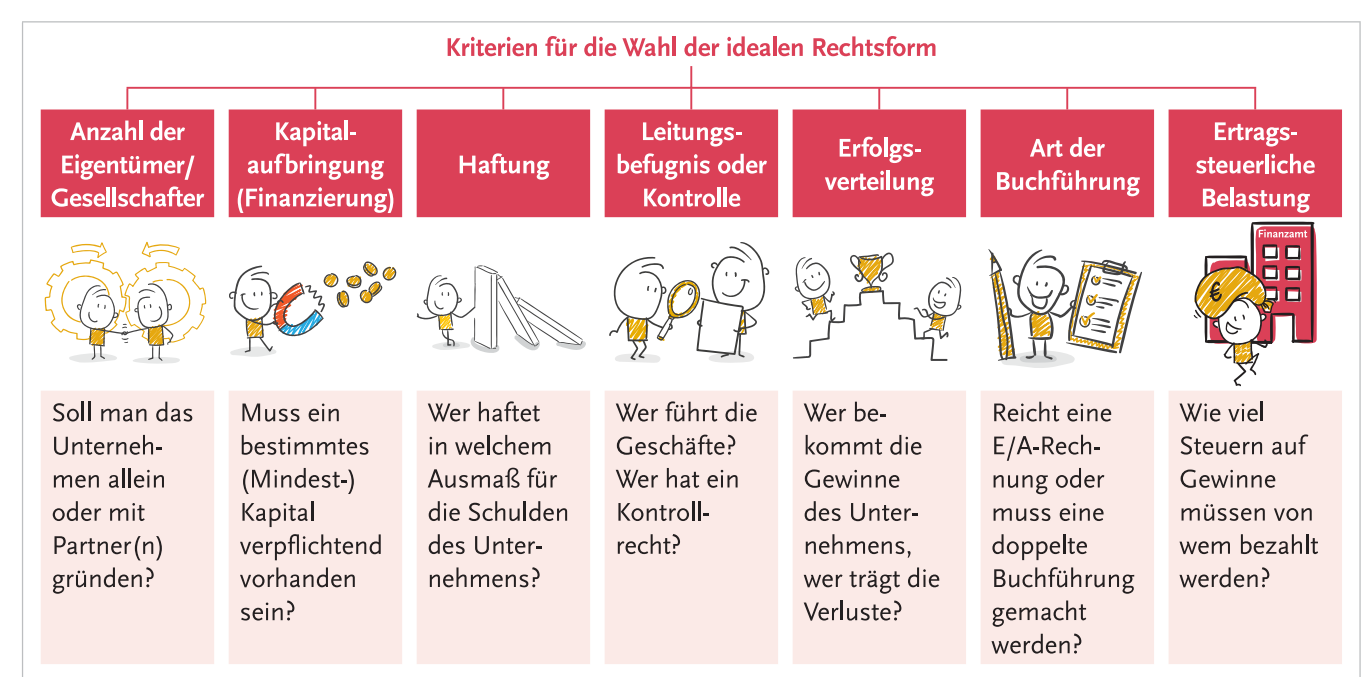 Kriterien für die Wahl der idealen Rechtsform
Anzahl der
Eigentümer/
Gesellschafter
Kapital-
aufbringung
(Finanzierung)
Haftung
Leitungs-
befugnis oder
Kontrolle
Erfolgs-
verteilung
Art der
Buchführung
Ertrags-
steuerliche
Belastung
Finanzamt
€
Soll man das
Unterneh-
men allein
oder mit
Partner(n)
gründen?
Muss ein
bestimmtes
(Mindest-)
Kapital
verpflichtend
vorhanden
sein?
Wer haftet
in welchem
Ausmaß für
die Schulden
des Unter-
nehmens?
Wer führt die
Geschäfte?
Wer hat ein
Kontroll-
recht?
Wer be-
kommt die
Gewinne
des Unter-
nehmens,
wer trägt die
Verluste?
Reicht eine
E/A-Rech-
nung oder
muss eine
doppelte
Buchführung
gemacht
werden?
Wie viel
Steuern auf
Gewinne
müssen von
wem bezahlt
werden?